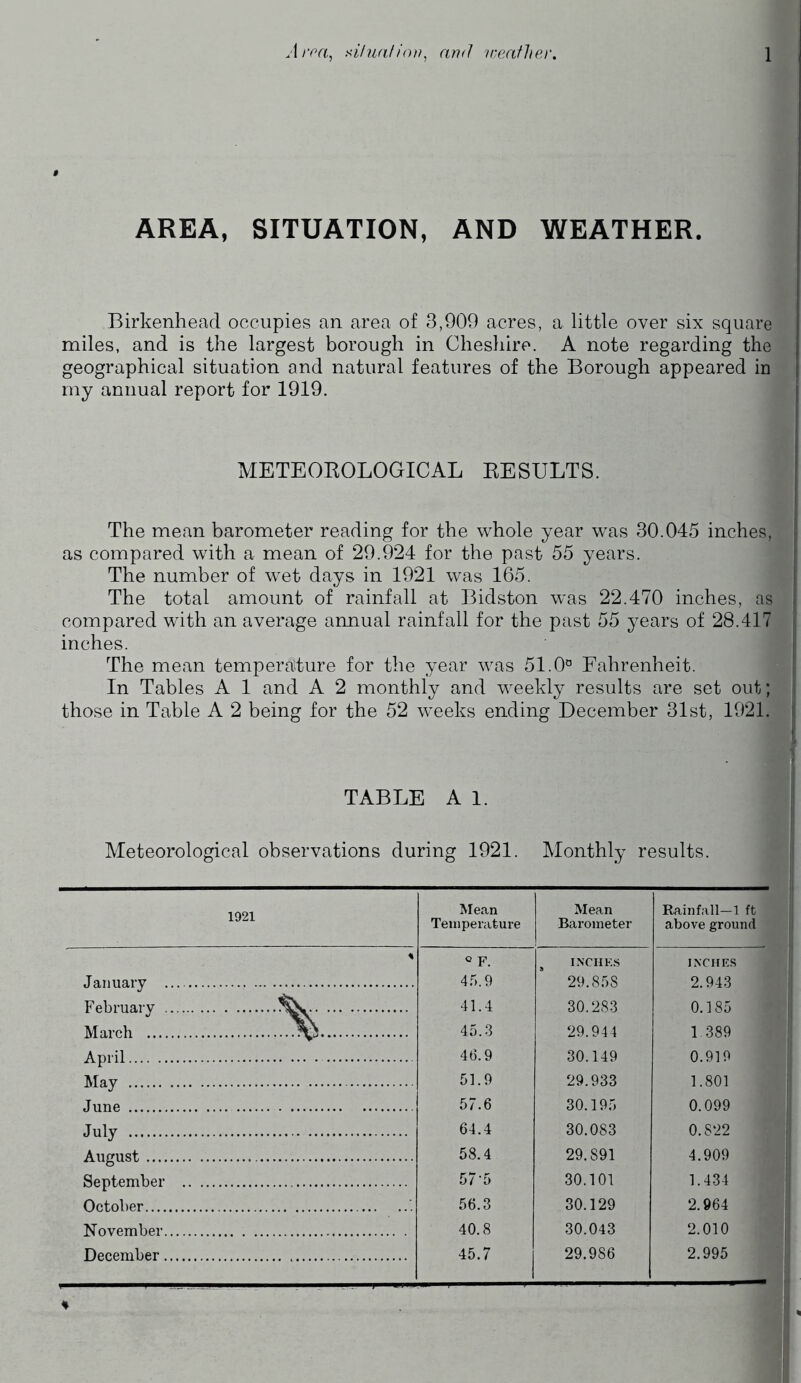 Area, situation, and weather. 1
AREA, SITUATION, AND WEATHER.
Birkenhead occupies an area of 3,909 acres, a little over six square
miles, and is the largest borough in Cheshire. A note regarding the
geographical situation and natural features of the Borough appeared in
my annual report for 1919.
METEOROLOGICAL RESULTS.
The mean barometer reading for the whole year was 30.045 inches,
as compared with a mean of 29.924 for the past 55 years.
The number of wet days in 1921 was 165.
The total amount of rainfall at Bidston was 22.470 inches, as
compared with an average annual rainfall for the past 55 years of 28.417
inches.
The mean temperature for the year was 51.0° Fahrenheit.
In Tables A 1 and A 2 monthly and weekly results are set out;
those in Table A 2 being for the 52 weeks ending December 31st, 1921.
TABLE A 1.
Meteorological observations during 1921. Monthly results.
1921 Mean Temperature Mean Barometer Rainfall—1 ft above ground
° F. INCHES INCHES
January 45.9 29.858 2.943
February 41.4 30.283 0.185
March 45.3 29.944 1.389
April 46.9 30.149 0.919
May 51.9 29.933 1.801
June 57.6 30.195 0.099
July 64.4 30.083 0.822
August 58.4 29.891 4.909
September 57·5 30.101 1.434
October 56.3 30.129 2.964
November 40.8 30.043 2.010
December 45.7 29.986 2.995